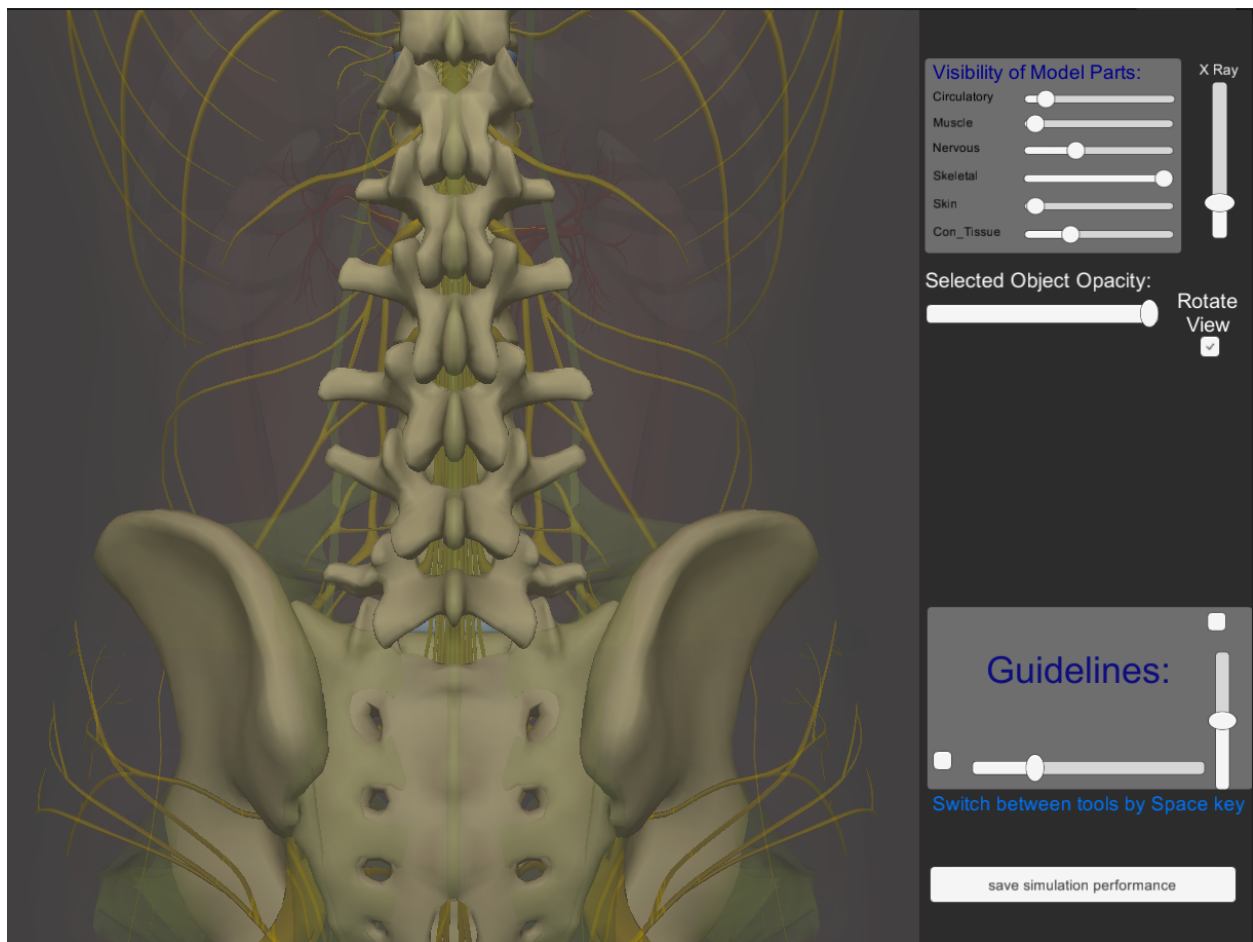 Visibility of Model Parts:
X Ray
Circulatory
Muscle
Nervous
Skeletal
Skin
Con_Tissue
Selected Object Opacity:
Rotate
View
Guidelines:
Switch between tools by Space key
save simulation performance